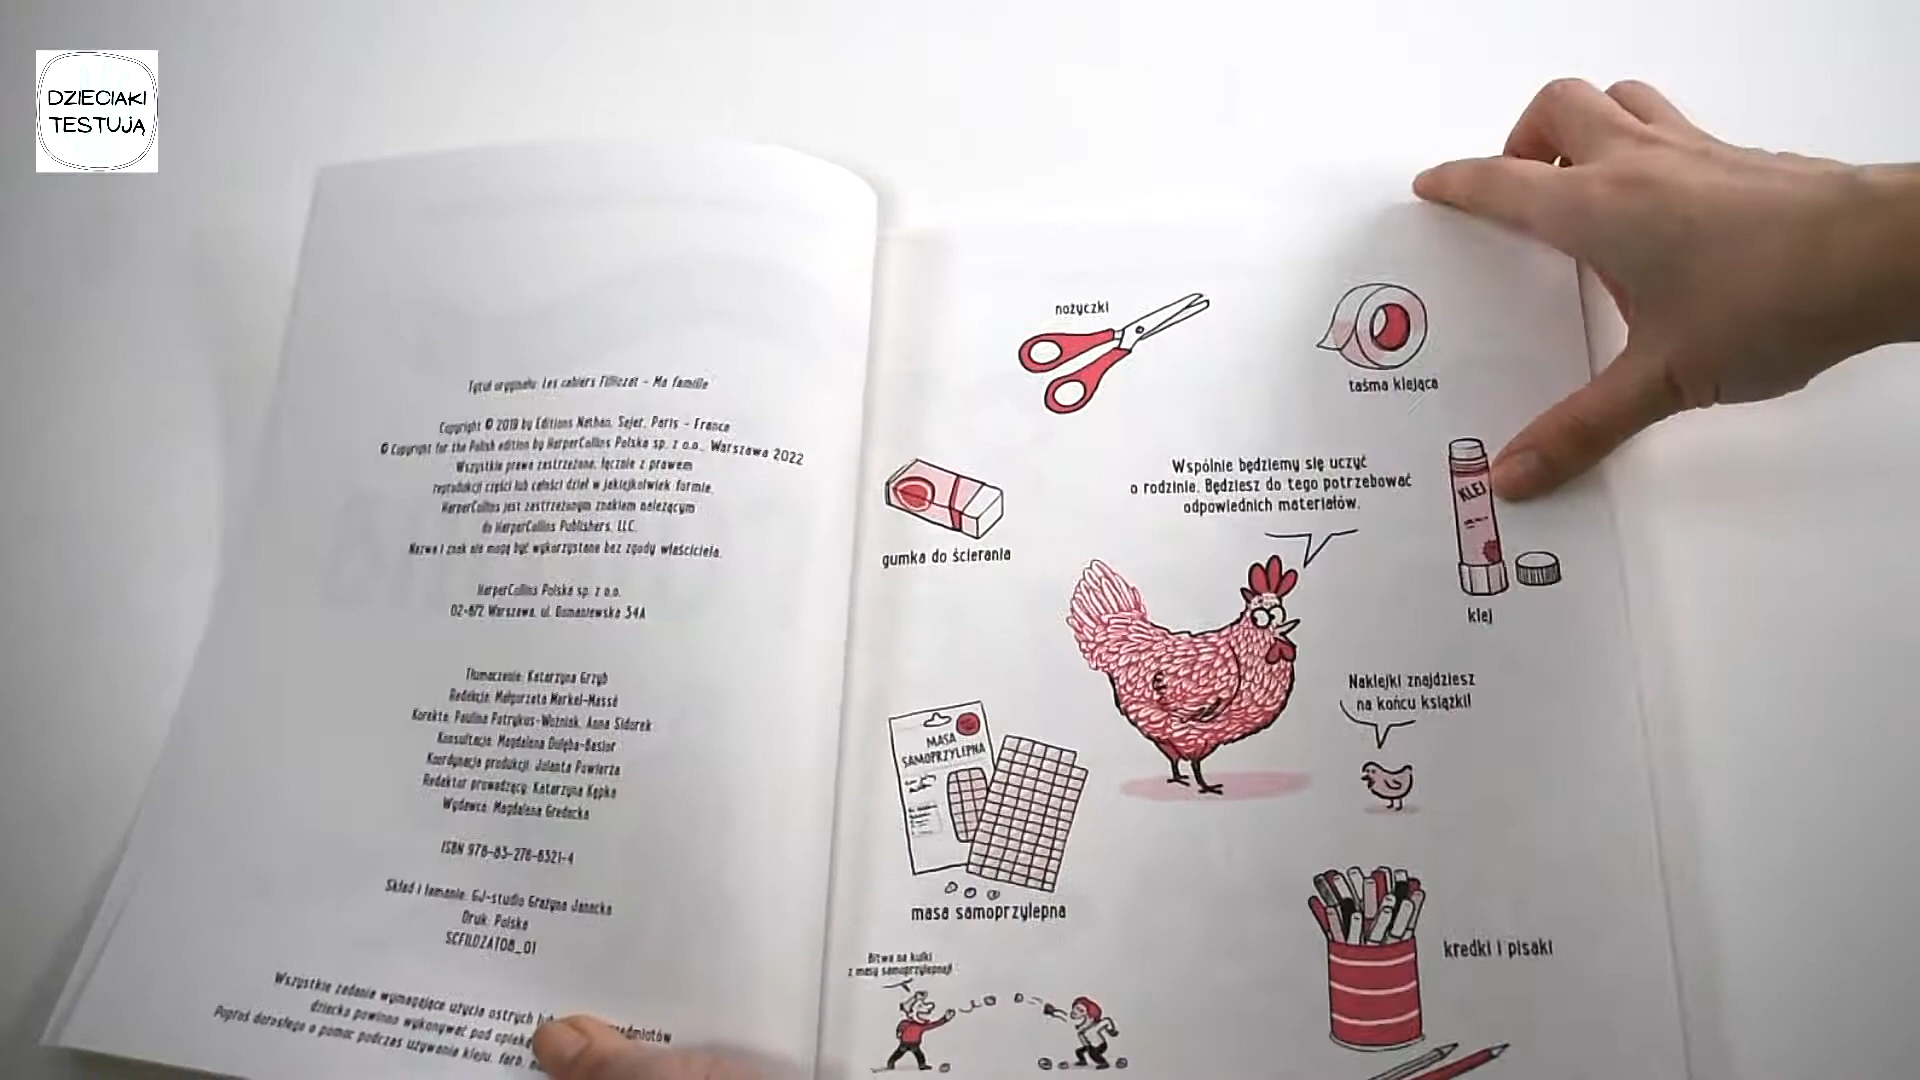 DZIECIAKI
TESTUJĄ
Tytuł oryginału: Les cahiers Filliozat - Ma famille
Copyright © 2019 by Éditions Nathan, Sejer, Paris - France
© Copyright for the Polish edition by HarperCollins Polska sp. z o.o., Warszawa 2022
Wszystkie prawa zastrzeżone, łącznie z prawem
reprodukcji części lub całości dzieł w jakiejkolwiek formie.
HarperCollins jest zastrzeżonym znakiem należącym
do HarperCollins Publishers, LLC.
Nazwa i znak nie mogą być wykorzystane bez zgody właściciela.
HarperCollins Polska sp. z o.o.
02-672 Warszawa, ul. Domaniewska 34A
Tłumaczenie: Katarzyna Grzyb
Redakcja: Małgorzata Merkel-Massé
Korekta: Paulina Patrykus-Woźniak, Anna Sidorek
Konsultacja: Magdalena Dulęba-Basior
Koordynacja produkcji: Jolanta Powierża
Redaktor prowadzący: Katarzyna Kępka
Wydawca: Magdalena Gredecka
ISBN 978-83-276-8321-4
Skład i łamanie: GJ-studio Grażyna Janecka
Druk: Polska
SCFILOZATOB_01
Wszystkie zadania wymagające użycia ostrych lub
dziecko powinno wykonywać pod opieką
Poproś dorosłego o pomoc podczas używania kleju, farb,
nożyczki
taśma klejąca
gumka do ścierania
Wspólnie będziemy się uczyć
o rodzinie. Będziesz do tego potrzebować
odpowiednich materiałów.
KLEJ
klej
Naklejki znajdziesz
na końcu książki!
MASA
SAMOPRZYLEPNA
masa samoprzylepna
Bitwa na kulki
z masy samoprzylepnej!
kredki i pisaki